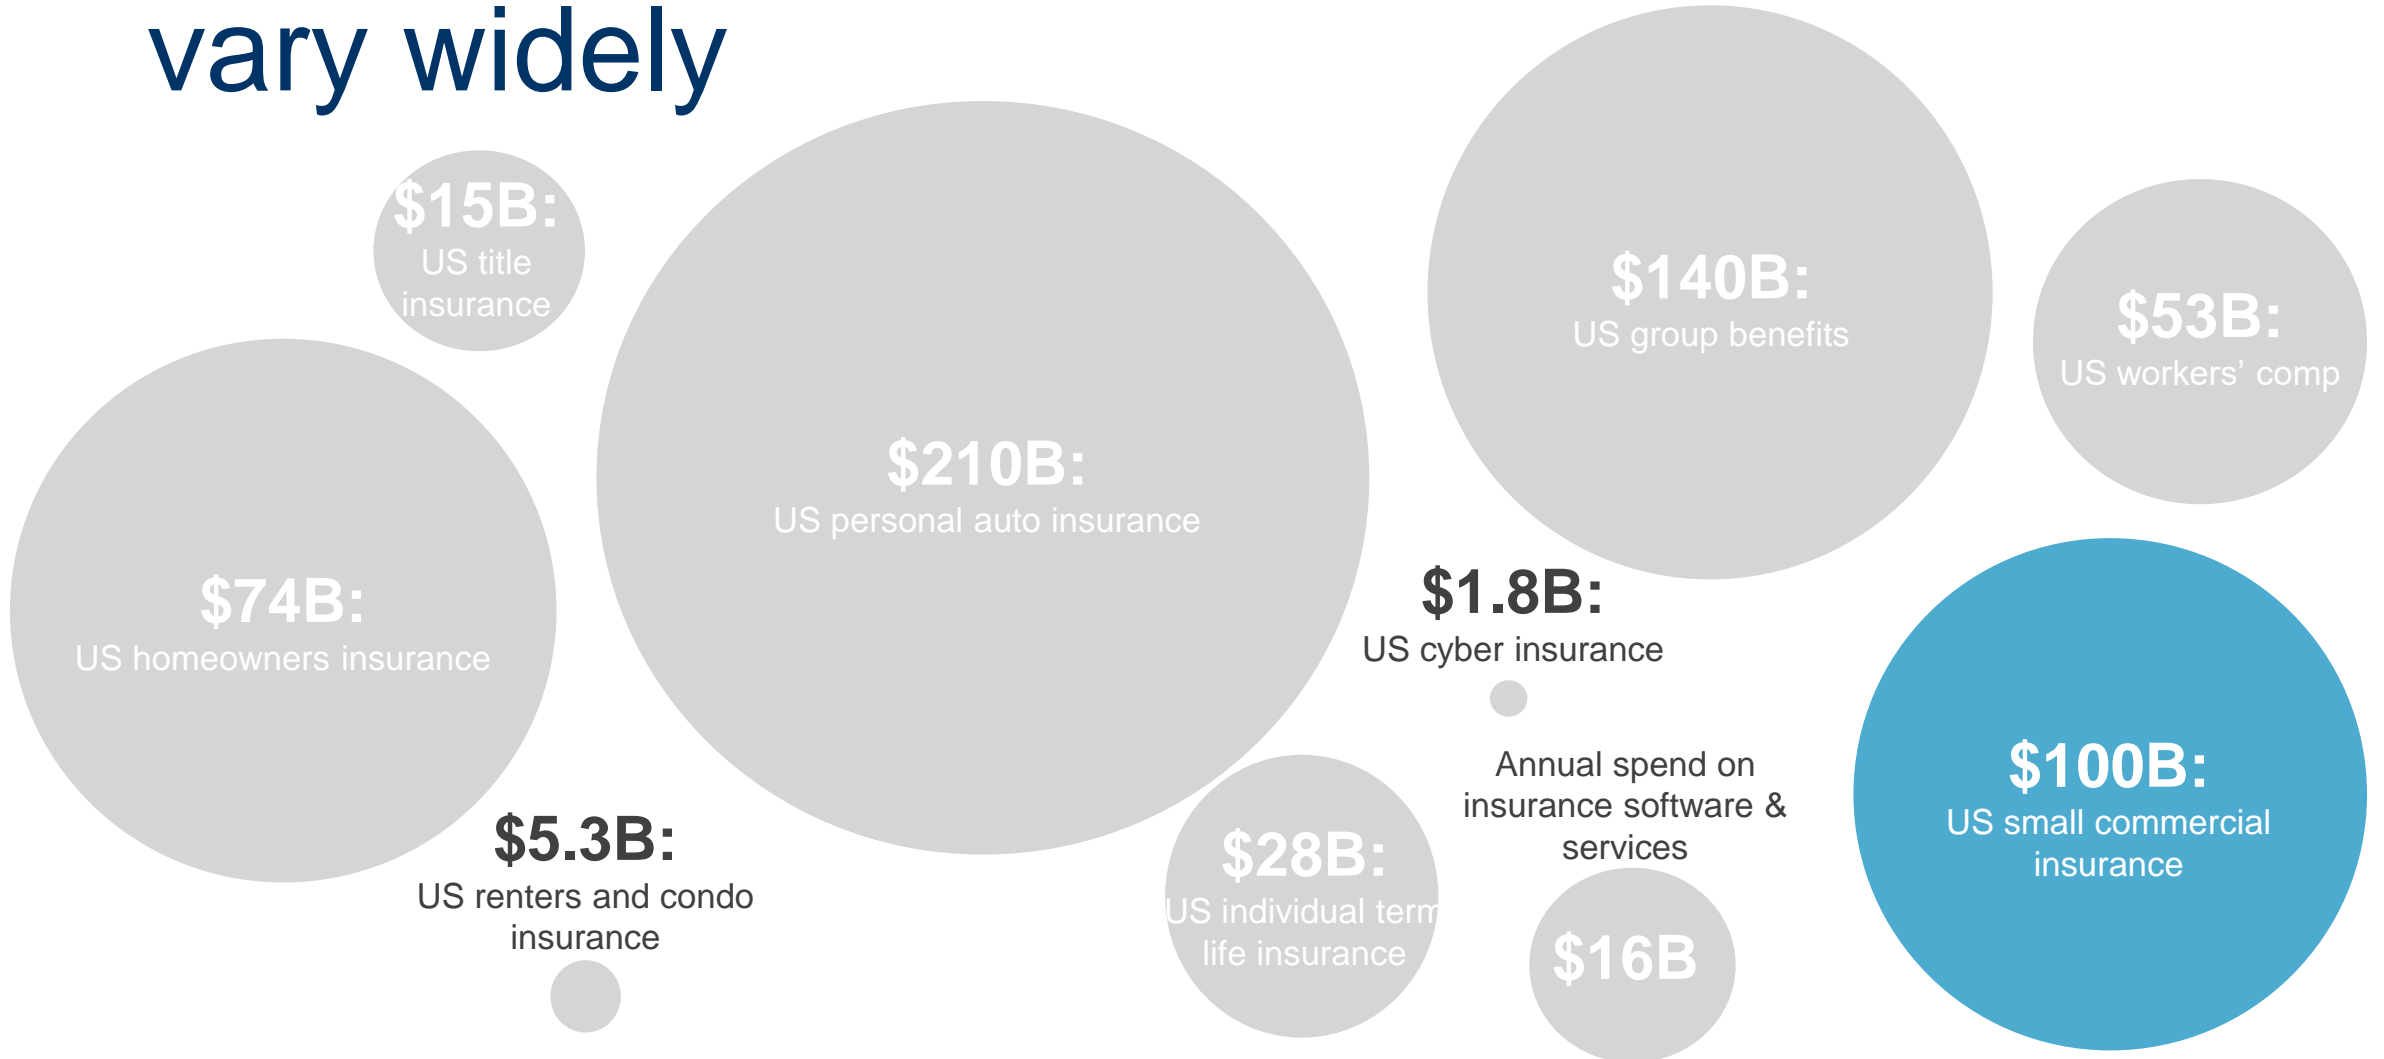 vary widely
$15B:
US title
insurance
$140B:
US group benefits
$53B:
US workers’ comp
$210B:
US personal auto insurance
$74B:
US homeowners insurance
$1.8B:
US cyber insurance
Annual spend on
insurance software &
services
$16B
$100B:
US small commercial
insurance
$5.3B:
US renters and condo
insurance
$28B:
US individual term
life insurance